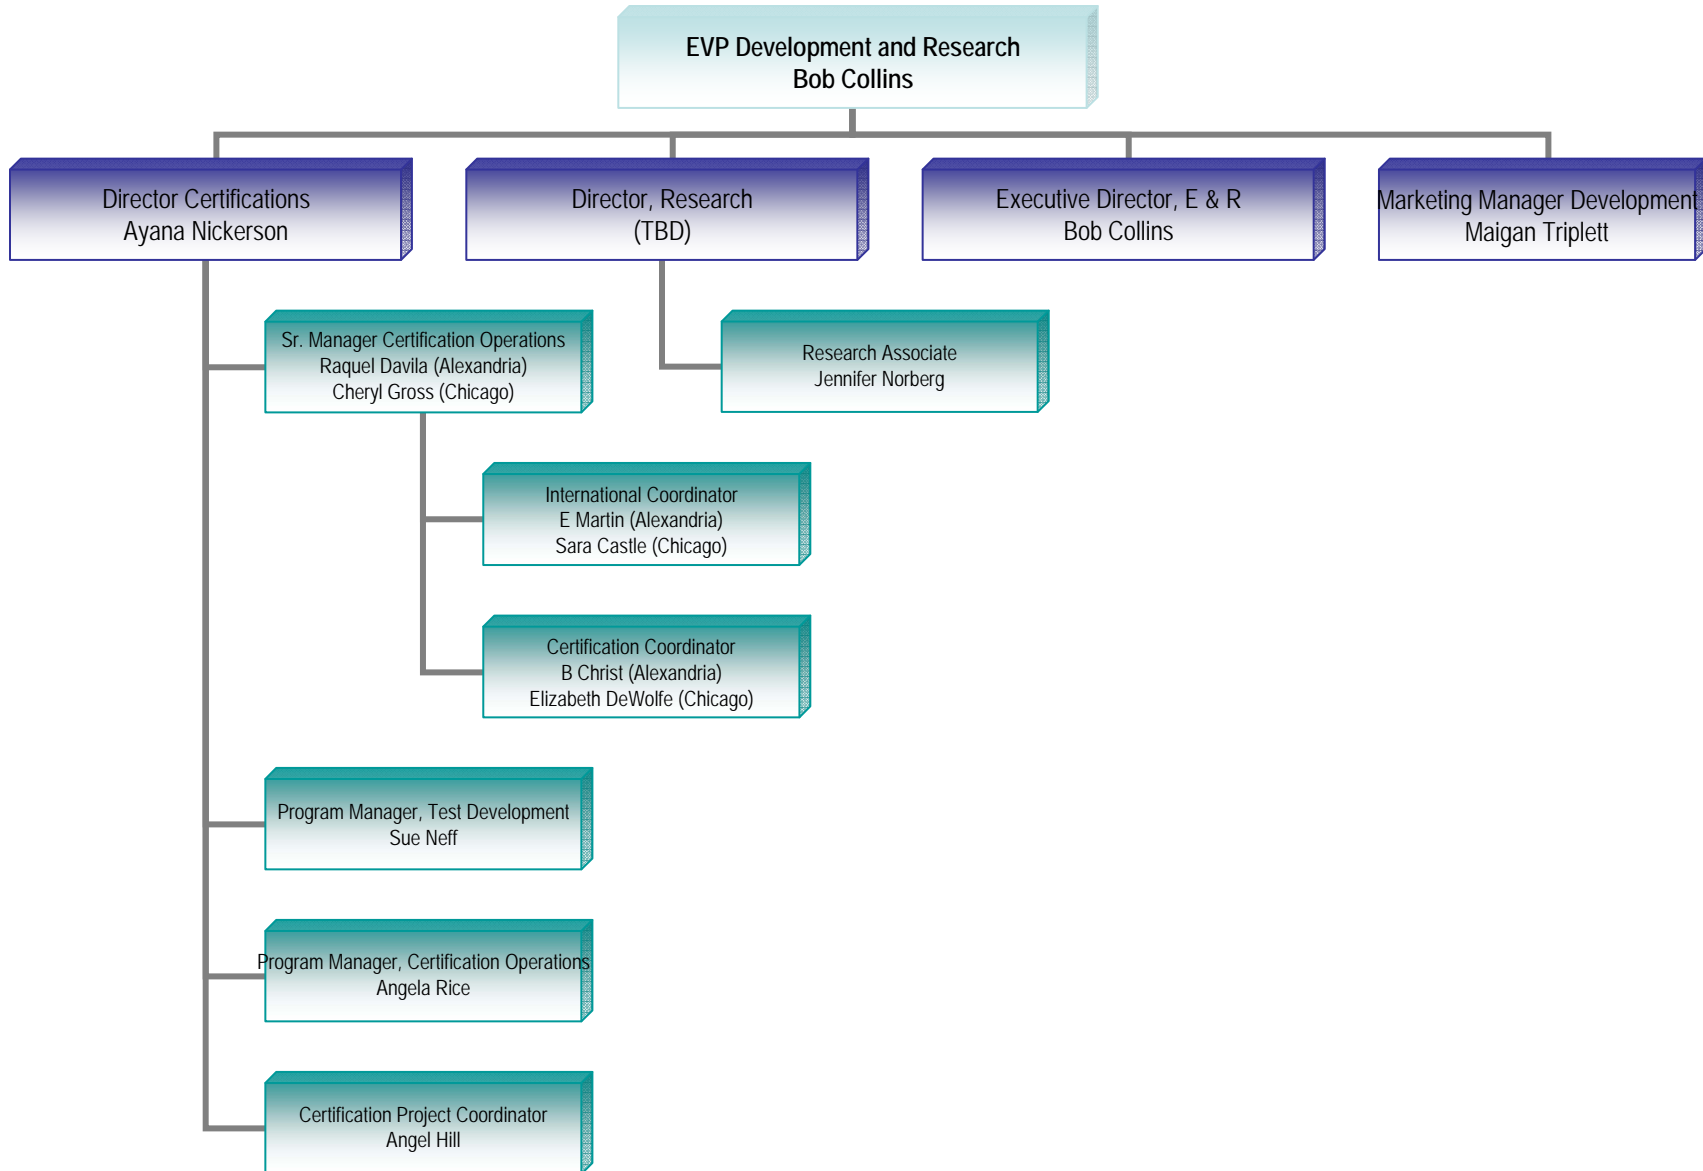 EVP Development and Research
Bob Collins
Director Certifications
Ayana Nickerson
Director, Research
(TBD)
Executive Director, E & R
Bob Collins
Marketing Manager Development
Maigan Triplett
Sr. Manager Certification Operations
Raquel Davila (Alexandria)
Cheryl Gross (Chicago)
Research Associate
Jennifer Norberg
International Coordinator
E Martin (Alexandria)
Sara Castle (Chicago)
Certification Coordinator
B Christ (Alexandria)
Elizabeth DeWolfe (Chicago)
Program Manager, Test Development
Sue Neff
Program Manager, Certification Operations
Angela Rice
Certification Project Coordinator
Angel Hill